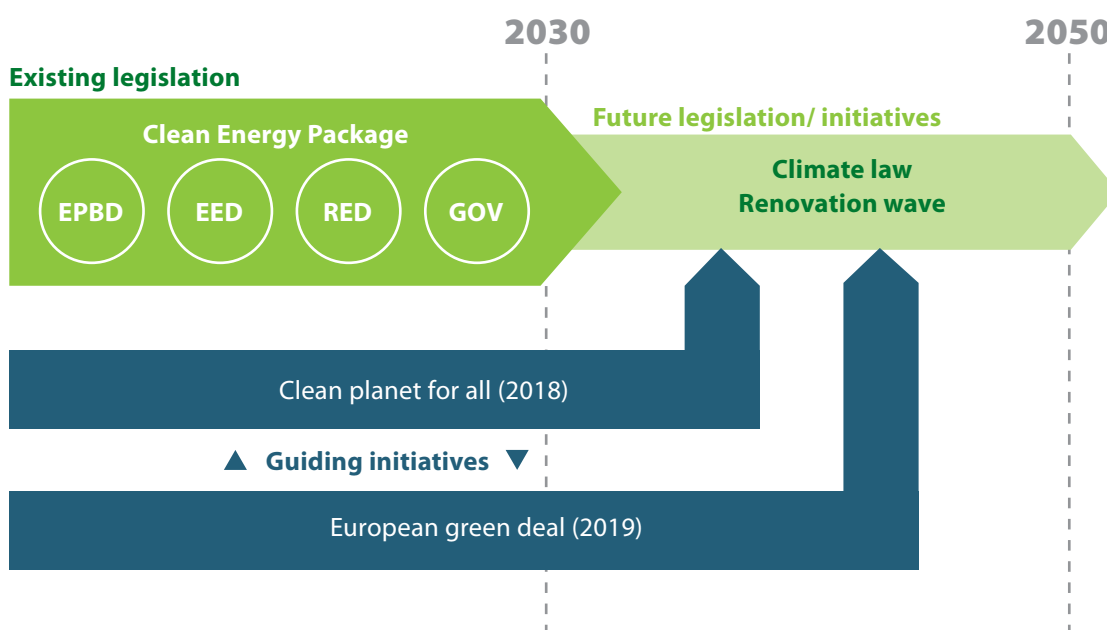 2030
2050
Existing legislation
Clean Energy Package
EPBD
EED
RED
GOV
Future legislation/ initiatives
Climate law
Renovation wave
Clean planet for all (2018)
Guiding initiatives
European green deal (2019)